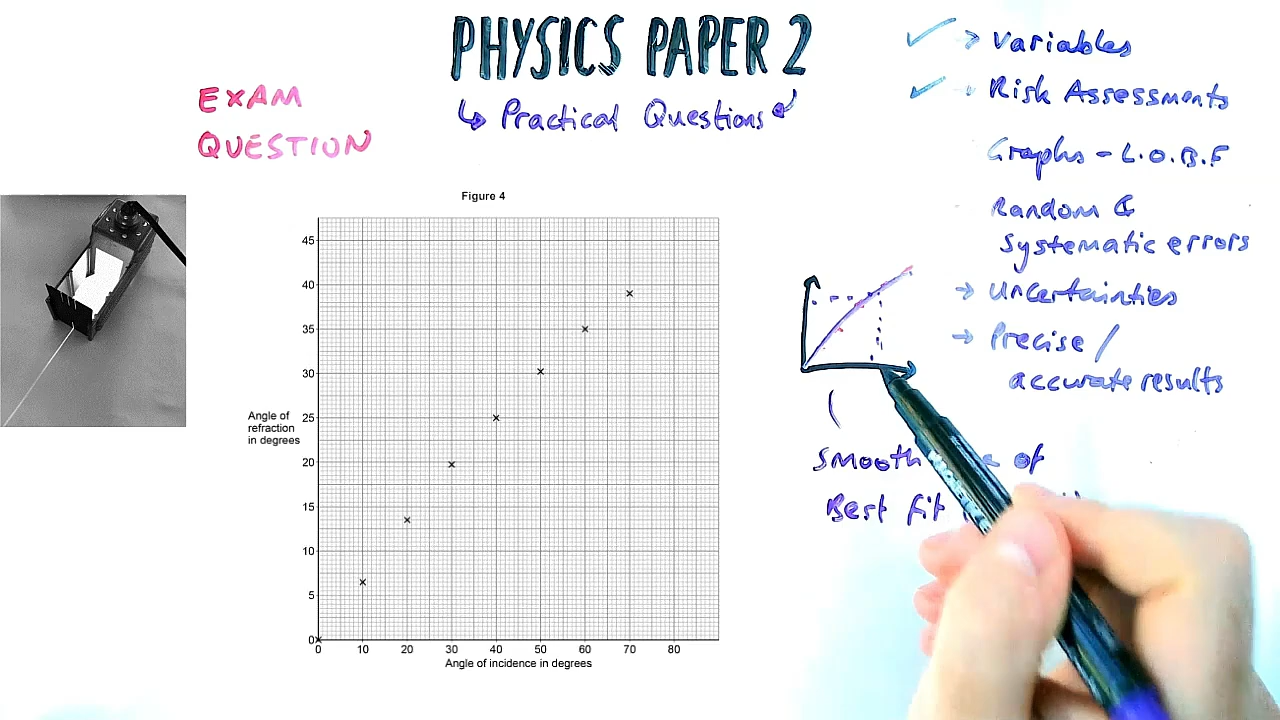 PHYSICS PAPER 2
↳ Practical Questions
EXAM
QUESTION
✓ → Variables
✓ → Risk Assessments
Graphs - L.O.B.F
Random &
Systematic errors
→ Uncertainties
→ Precise /
accurate results
Figure 4
45
40
35
30
25
20
15
10
5
0
Angle of
refraction
in degrees
0 10 20 30 40 50 60 70 80
Angle of incidence in degrees
Smooth of
Best fit